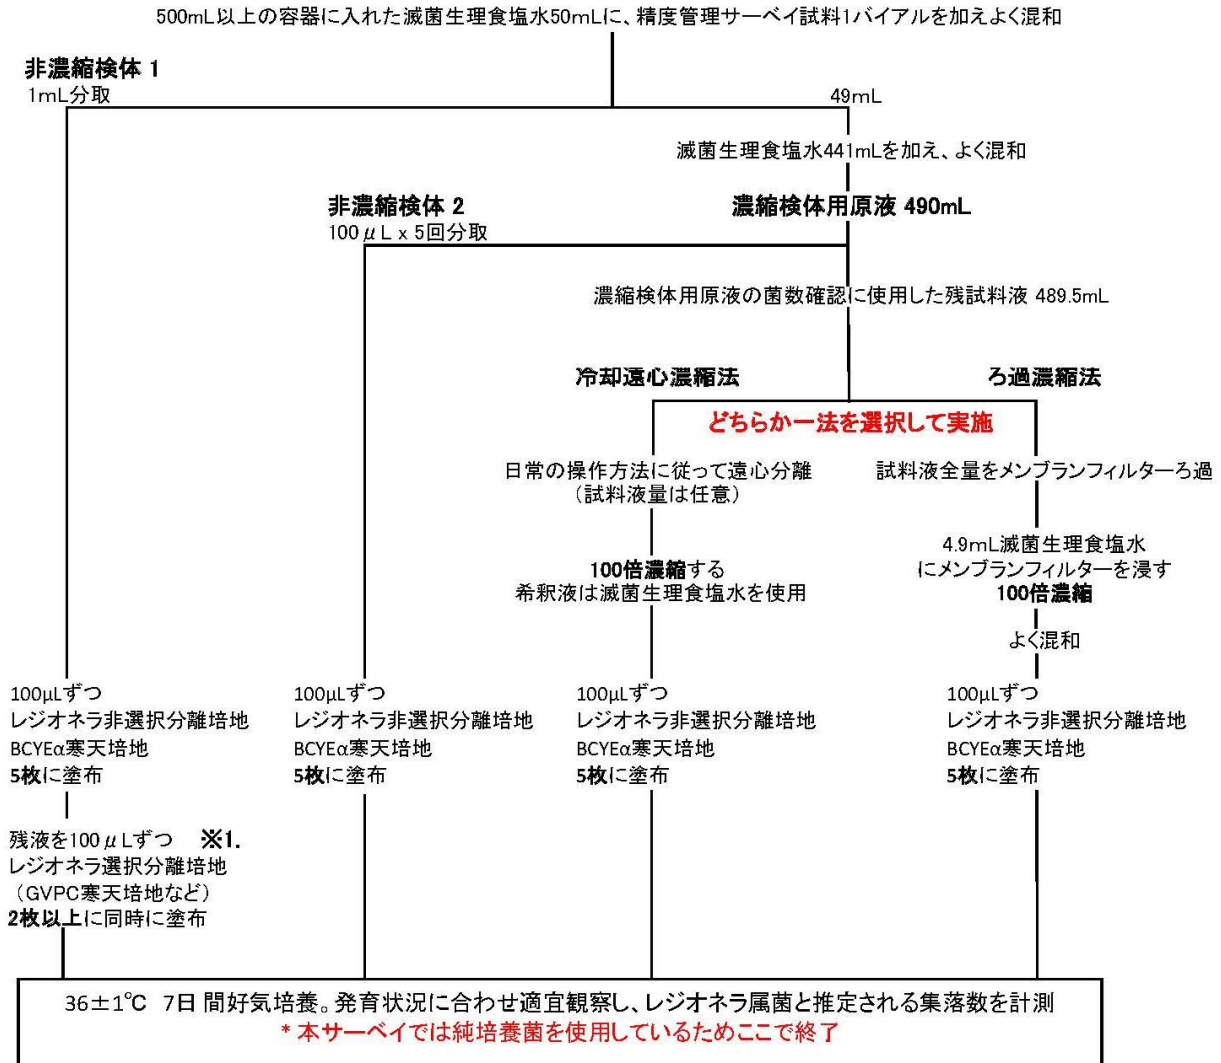 500mL以上の容器に入れた滅菌生理食塩水50mLに、精度管理サーベイ試料1バイアルを加えよく混和
非濃縮検体 1
1mL分取
49mL
滅菌生理食塩水441mLを加え、よく混和
非濃縮検体 2
100μL x 5回分取
濃縮検体用原液 490mL
濃縮検体用原液の菌数確認に使用した残試料液 489.5mL
冷却遠心濃縮法
ろ過濃縮法
どちらか一法を選択して実施
日常の操作方法に従って遠心分離
（試料液量は任意）
100倍濃縮する
希釈液は滅菌生理食塩水を使用
試料液全量をメンブランフィルターろ過
4.9mL滅菌生理食塩水
にメンブランフィルターを浸す
100倍濃縮
よく混和
100μLずつ
レジオネラ非選択分離培地
BCYEα寒天培地
5枚に塗布
残液を100μLずつ ※1.
レジオネラ選択分離培地
（GVPC寒天培地など）
2枚以上に同時に塗布
100μLずつ
レジオネラ非選択分離培地
BCYEα寒天培地
5枚に塗布
100μLずつ
レジオネラ非選択分離培地
BCYEα寒天培地
5枚に塗布
100μLずつ
レジオネラ非選択分離培地
BCYEα寒天培地
5枚に塗布
36±1℃ 7日間好気培養。発育状況に合わせ適宜観察し、レジオネラ属菌と推定される集落数を計測
*本サーベイでは純培養菌を使用しているためここで終了